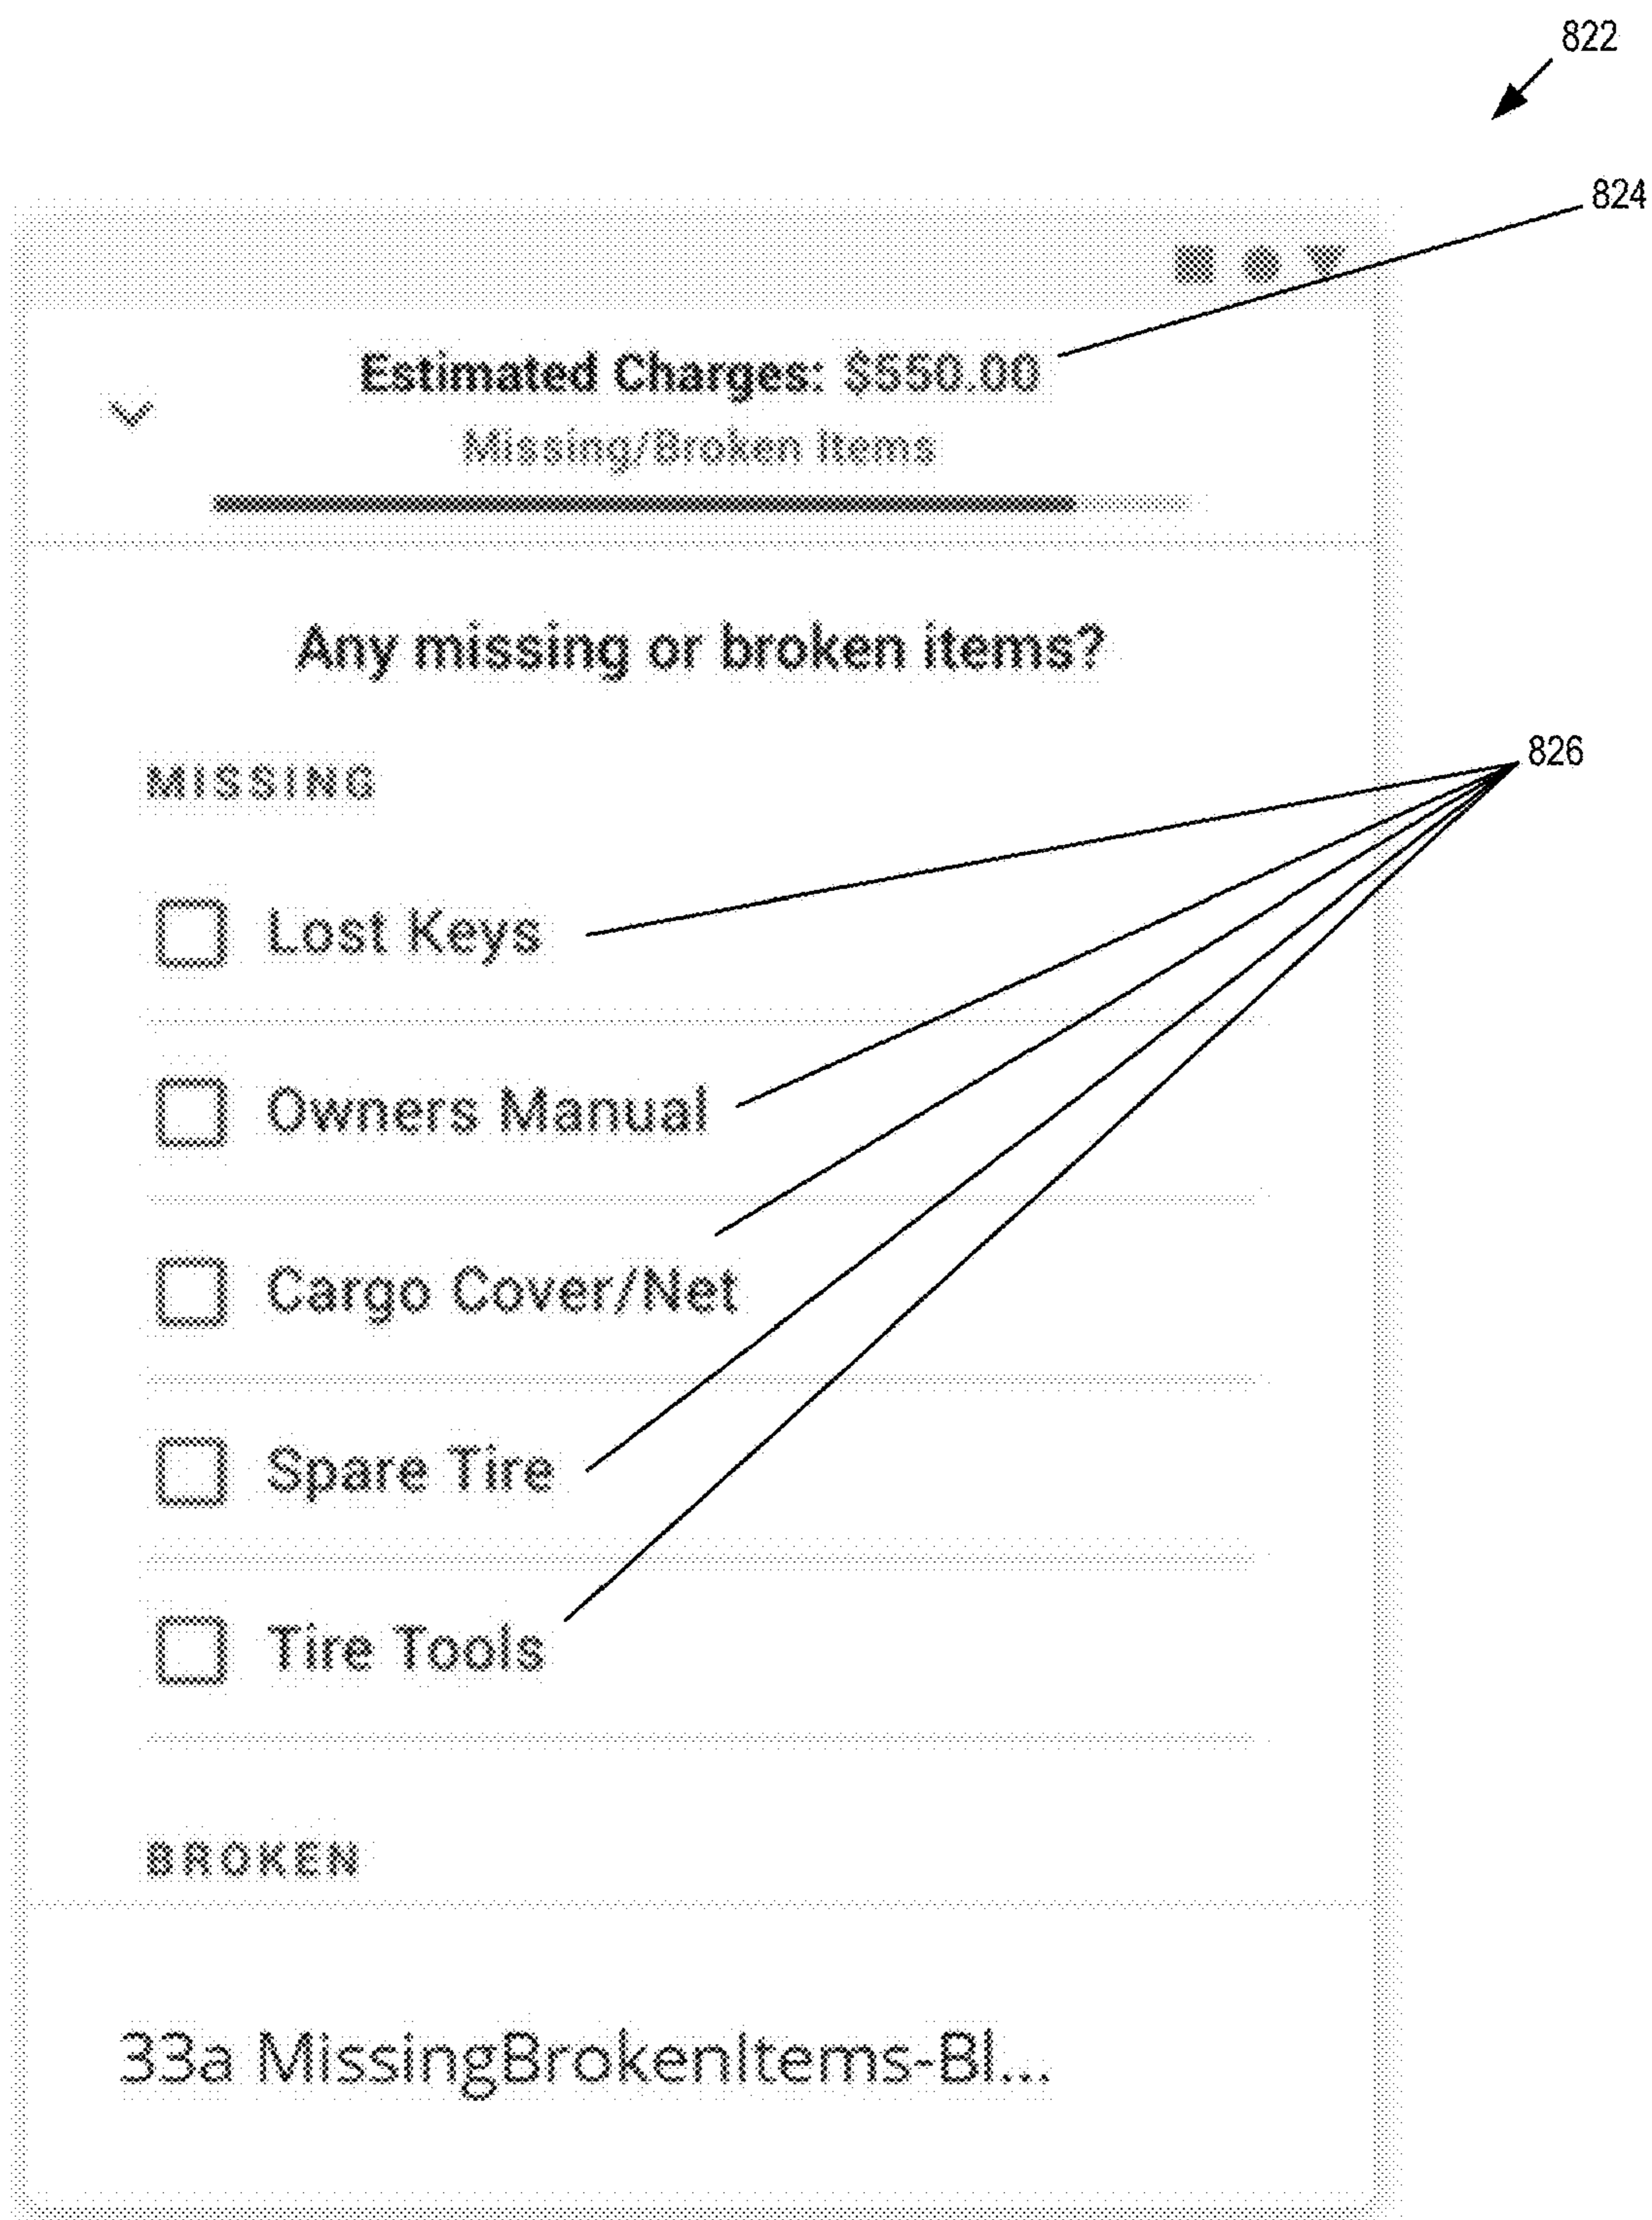 822
824
Estimated Charges: $550.00
Missing/Broken Items
Any missing or broken items?
826
MISSING
Lost Keys
Owners Manual
Cargo Cover/Net
Spare Tire
Tire Tools
BROKEN
33a MissingBrokenItems-Bl...